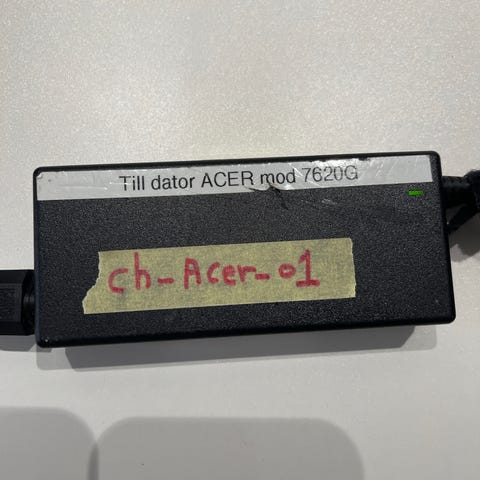 Till dator ACER mod 7620G
ch-Acer-01